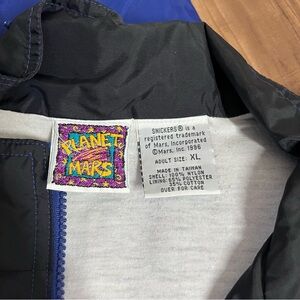 PLANET
MARS
SNICKERS® is a
registered trademark
of Mars, Incorporated
©Mars, Inc. 1996
ADULT SIZE: XL
MADE IN TAIWAN
SHELL: 100% NYLON
LINING: 65% POLYESTER
35% COTTON
OVER FOR CARE